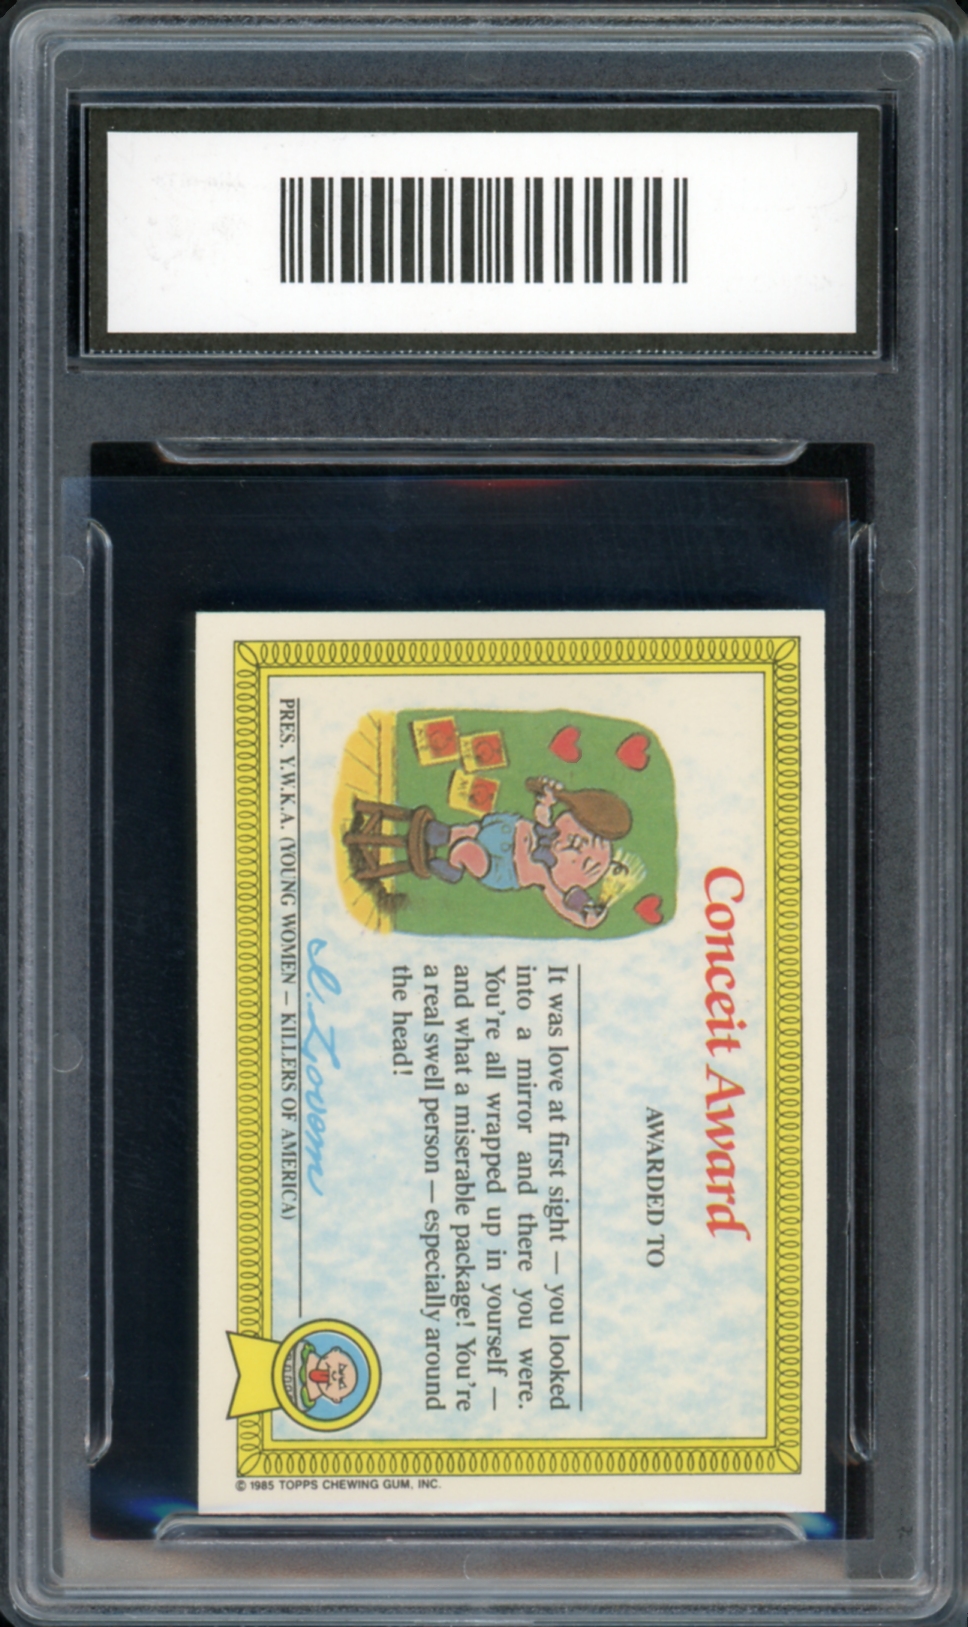 Conceit Award
AWARDED TO
It was love at first sight — you looked
into a mirror and there you were.
You're all wrapped up in yourself —
and what a miserable package! You're
a real swell person — especially around
the head!
I. Lovem
PRES. Y.W.K.A. (YOUNG WOMEN – KILLERS OF AMERICA)
© 1985 TOPPS CHEWING GUM, INC.